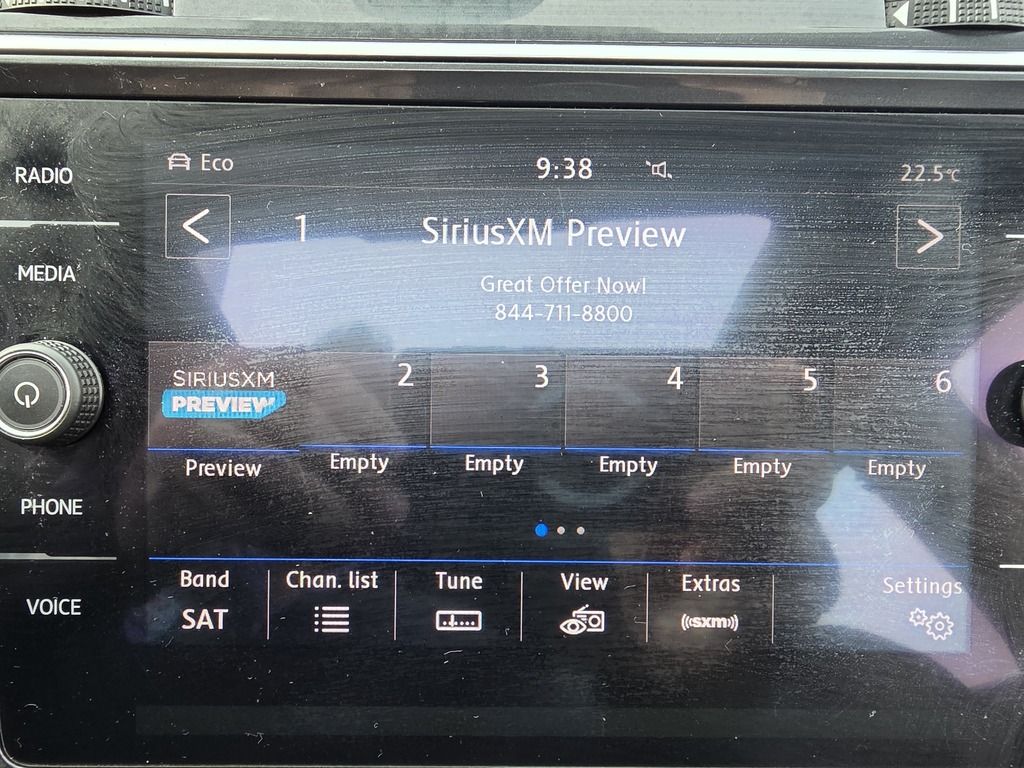 RADIO
MEDIA
PHONE
VOICE
Eco
9:38
22.5°C
1
SiriusXM Preview
Great Offer Now!
844-711-8800
SIRIUSXM
PREVIEW
2
3
4
5
6
Preview
Empty
Empty
Empty
Empty
Empty
Band
Chan. list
Tune
View
Extras
Settings
SAT
((sxm))